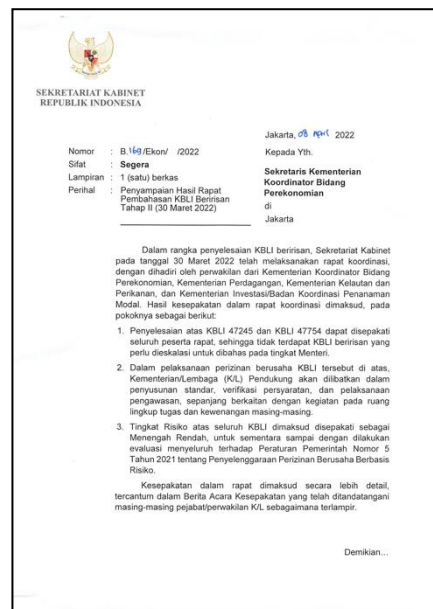 SEKRETARIAT KABINET
REPUBLIK INDONESIA
Jakarta, 08 April 2022
Nomor : B.169/Ekon/ /2022
Sifat : Segera
Lampiran : 1 (satu) berkas
Perihal : Penyampaian Hasil Rapat
Pembahasan KBLI Beririsan
Tahap II (30 Maret 2022)
Kepada Yth.
Sekretaris Kementerian
Koordinator Bidang
Perekonomian
di
Jakarta
Dalam rangka penyelesaian KBLI beririsan, Sekretariat Kabinet
pada tanggal 30 Maret 2022 telah melaksanakan rapat koordinasi,
dengan dihadiri oleh perwakilan dari Kementerian Koordinator Bidang
Perekonomian, Kementerian Perdagangan, Kementerian Kelautan dan
Perikanan, dan Kementerian Investasi/Badan Koordinasi Penanaman
Modal. Hasil kesepakatan dalam rapat koordinasi dimaksud, pada
pokoknya sebagai berikut:
1. Penyelesaian atas KBLI 47245 dan KBLI 47754 dapat disepakati
seluruh peserta rapat, sehingga tidak terdapat KBLI beririsan yang
perlu dieskalasi untuk dibahas pada tingkat Menteri.
2. Dalam pelaksanaan perizinan berusaha KBLI tersebut di atas,
Kementerian/Lembaga (K/L) Pendukung akan dilibatkan dalam
penyusunan standar, verifikasi persyaratan, dan pelaksanaan
pengawasan, sepanjang berkaitan dengan kegiatan pada ruang
lingkup tugas dan kewenangan masing-masing.
3. Tingkat Risiko atas seluruh KBLI dimaksud disepakati sebagai
Menengah Rendah, untuk sementara sampai dengan dilakukan
evaluasi menyeluruh terhadap Peraturan Pemerintah Nomor 5
Tahun 2021 tentang Penyelenggaraan Perizinan Berusaha Berbasis
Risiko.
Kesepakatan dalam rapat dimaksud secara lebih detail,
tercantum dalam Berita Acara Kesepakatan yang telah ditandatangani
masing-masing pejabat/perwakilan K/L sebagaimana terlampir.
Demikian…